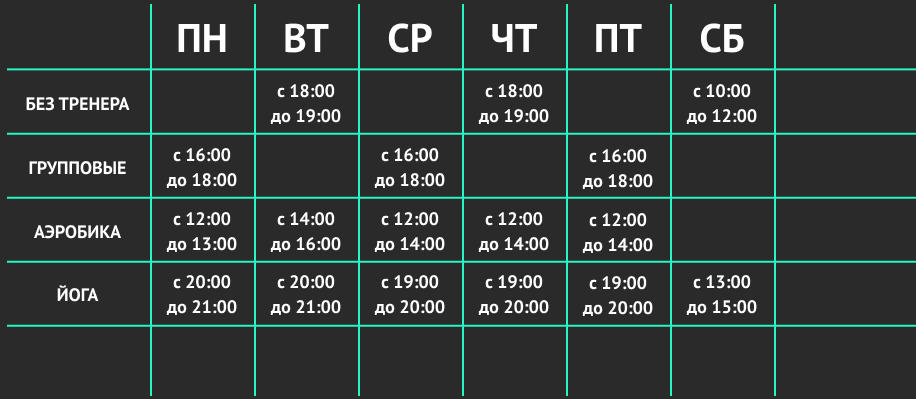 ПН ВТ СР ЧТ ПТ СБ
БЕЗ ТРЕНЕРА
с 18:00
до 19:00
с 18:00
до 19:00
с 10:00
до 12:00
ГРУППОВЫЕ
с 16:00
до 18:00
с 16:00
до 18:00
с 16:00
до 18:00
АЭРОБИКА
с 12:00
до 13:00
с 14:00
до 16:00
с 12:00
до 14:00
с 12:00
до 14:00
с 12:00
до 14:00
ЙОГА
с 20:00
до 21:00
с 20:00
до 21:00
с 19:00
до 20:00
с 19:00
до 20:00
с 19:00
до 20:00
с 13:00
до 15:00